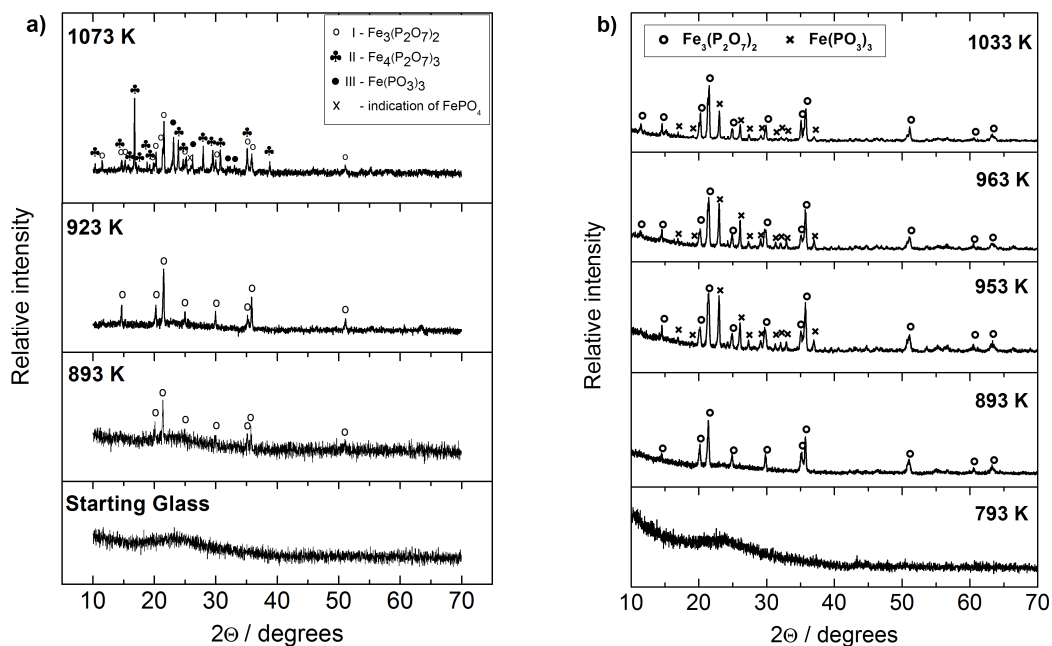 a)
1073 K
o I - Fe3(P2O7)2
♣ II - Fe4(P2O7)3
● III - Fe(PO3)3
x - indication of FePO4
923 K
893 K
Starting Glass
Relative intensity
10 20 30 40 50 60 70
2Θ / degrees
b)
o Fe3(P2O7)2 × Fe(PO3)3
1033 K
963 K
953 K
893 K
793 K
Relative intensity
10 20 30 40 50 60 70
2Θ / degrees